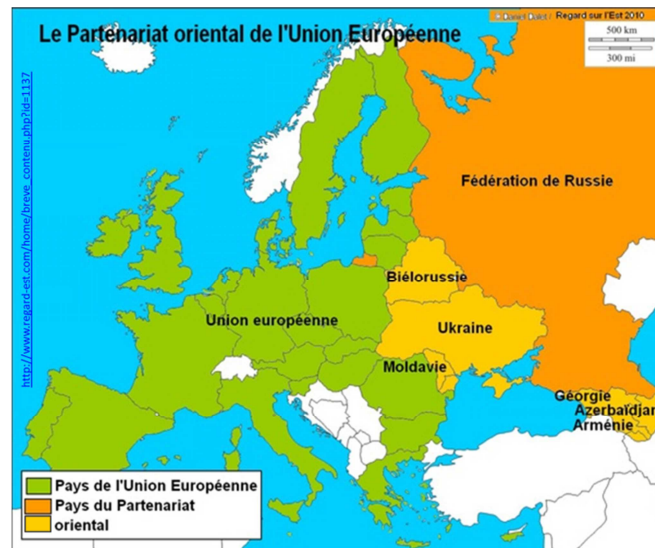 © Daniel Dalet / Regard sur l'Est 2010
Le Partenariat oriental de l'Union Européenne
500 km
300 mi
http://www.regard-est.com/home/breve_contenu.php?id=1137
Fédération de Russie
Biélorussie
Union européenne
Ukraine
Moldavie
Géorgie
Azerbaïdjan
Arménie
Pays de l'Union Européenne
Pays du Partenariat
oriental